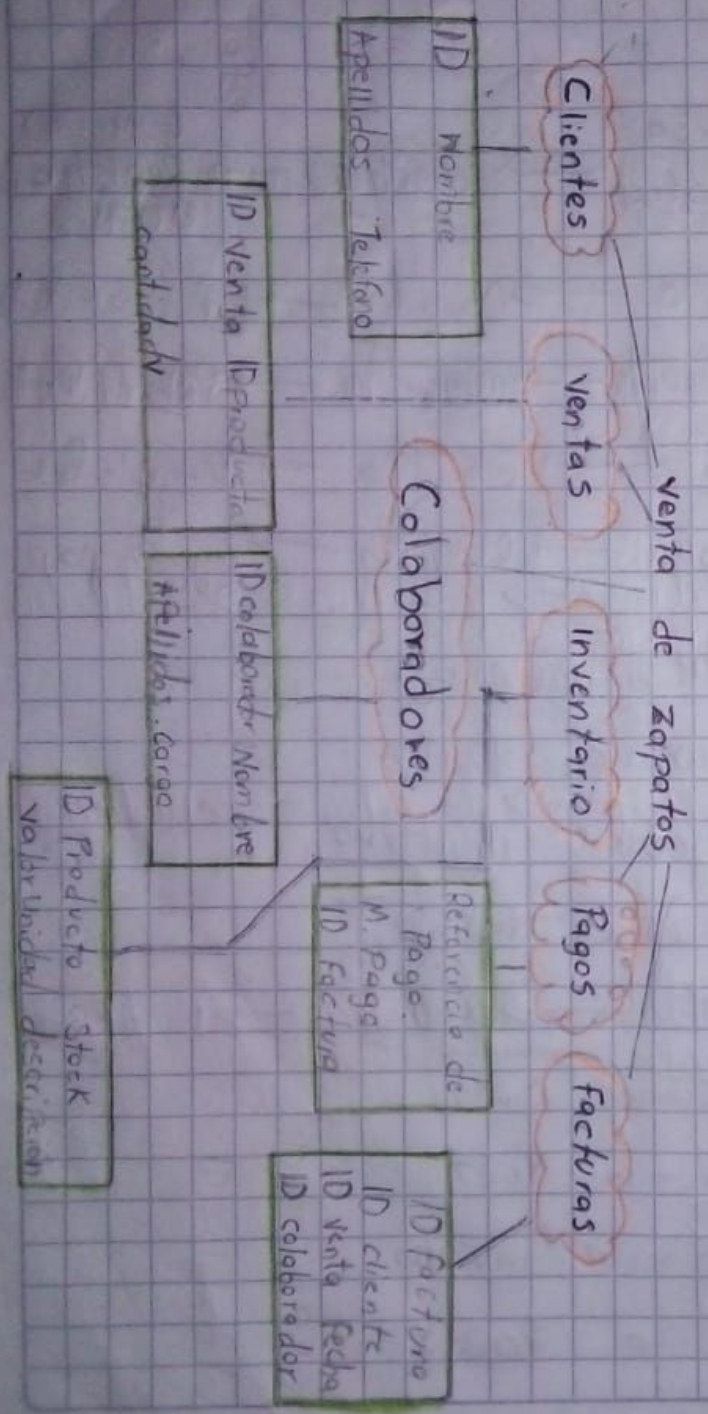 venta de zapatos
Clientes
ventas
Inventario
Pagos
Facturas
Colaboradores
ID Nombre
Apellidos Telefono
ID venta ID Producto
cantidad
ID colaborador Nombre
Apellidos. cargo
Referencia de
Pago.
M. Pago
ID Factura
ID factura
ID cliente
ID venta fecha
ID colaborador
ID Producto Stock
valor Unidad descripcion